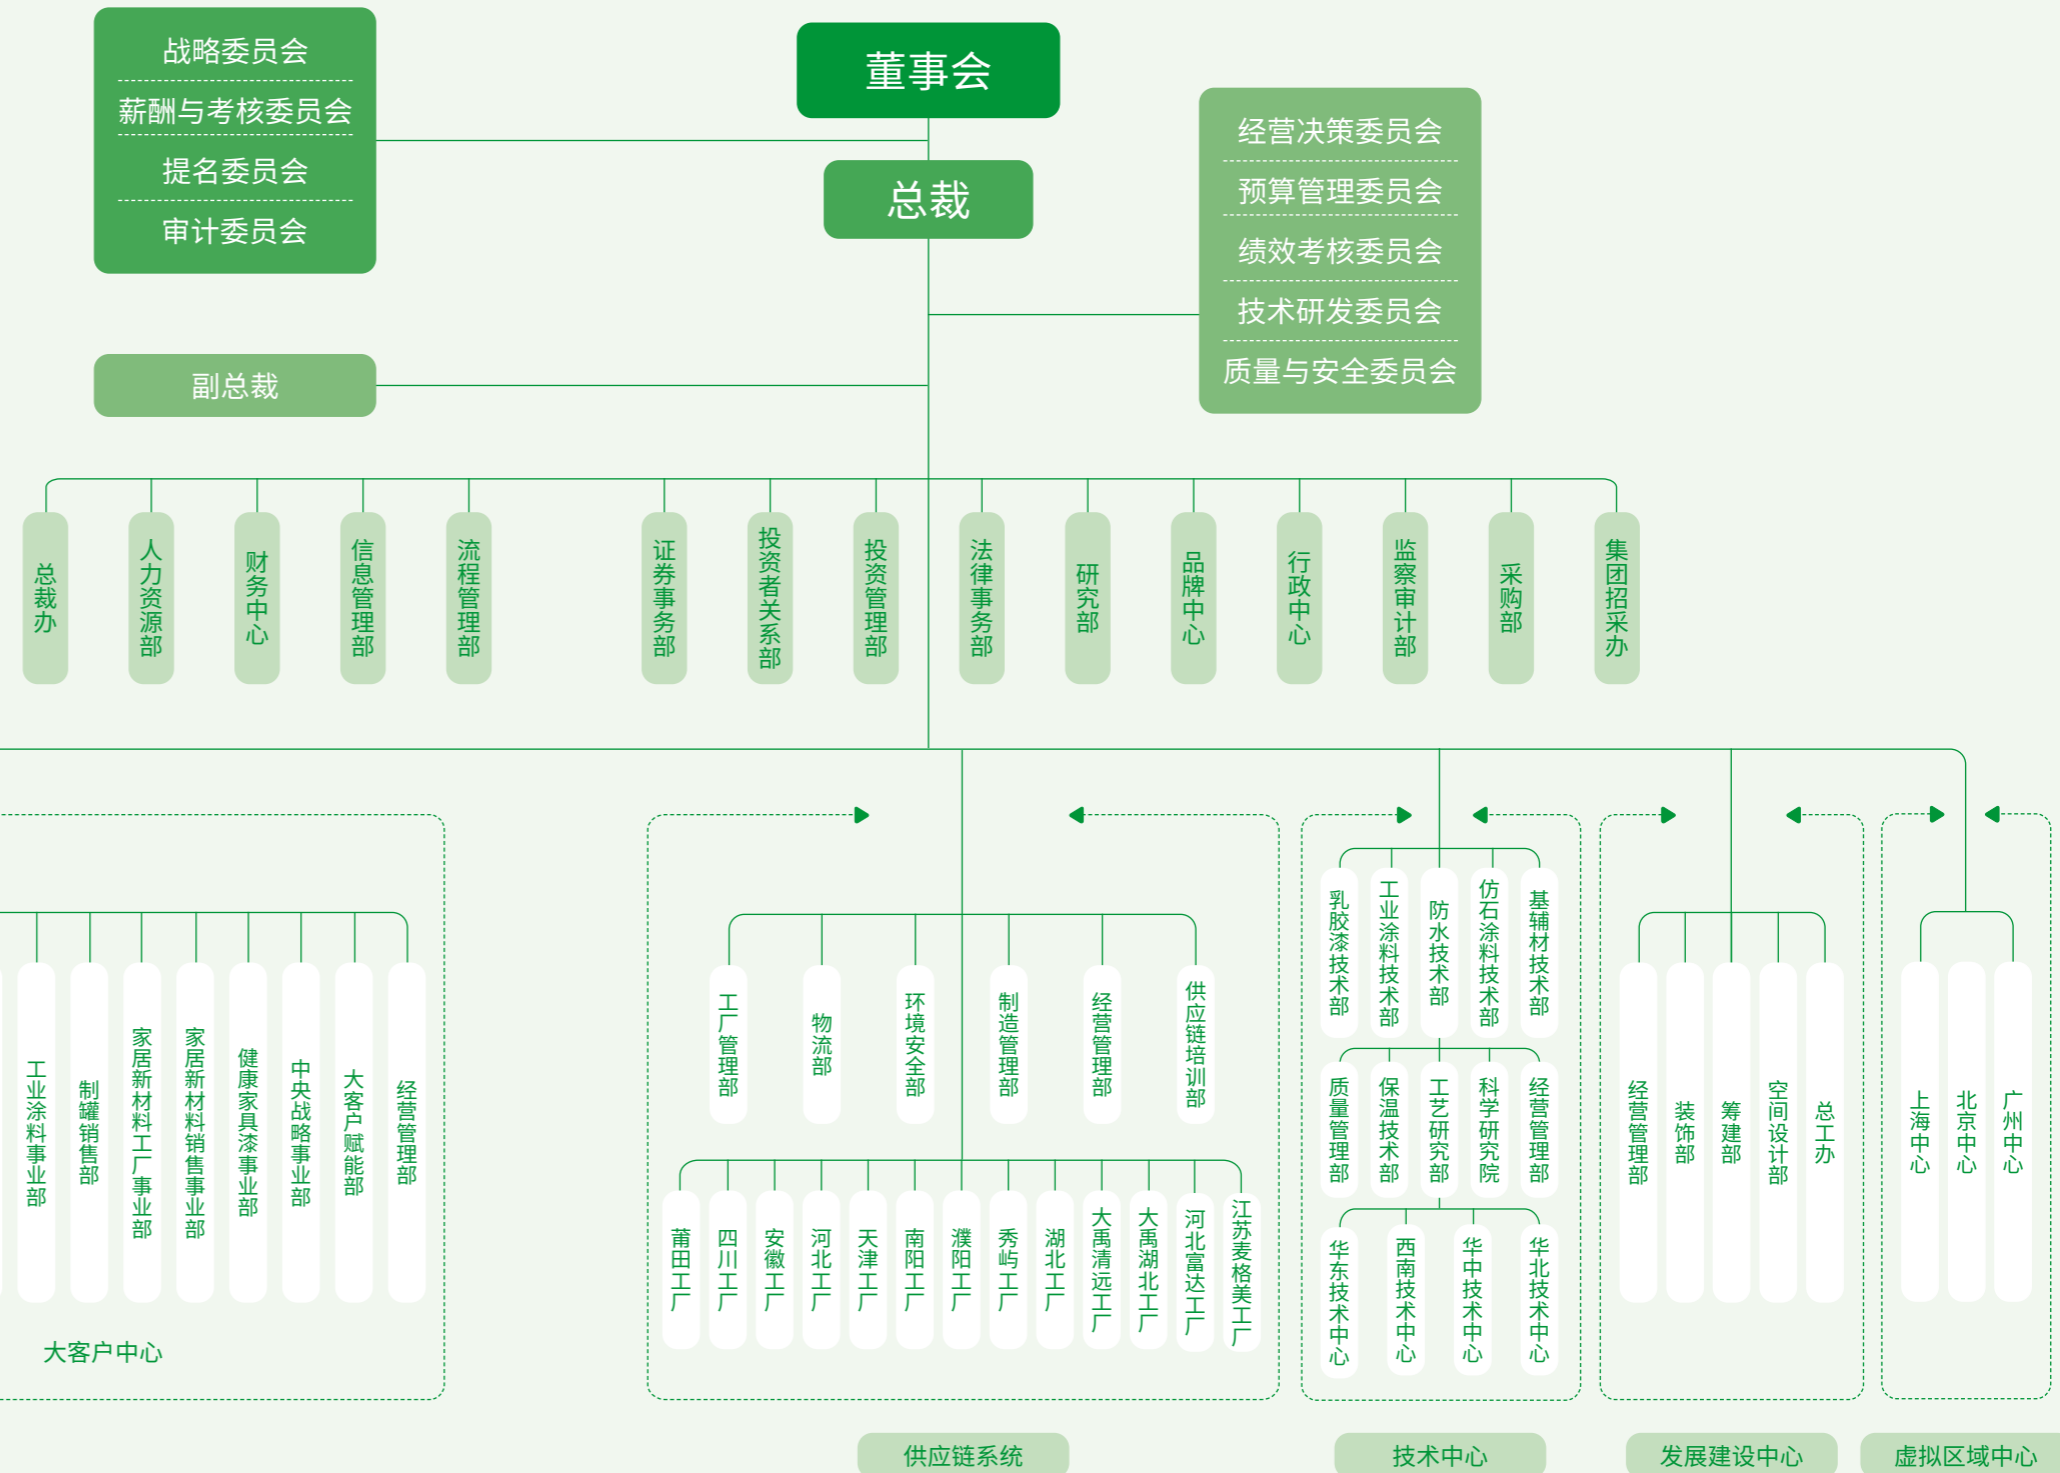 战略委员会
薪酬与考核委员会
提名委员会
审计委员会
董事会
总裁
经营决策委员会
预算管理委员会
绩效考核委员会
技术研发委员会
质量与安全委员会
副总裁
总裁办
人力资源部
财务中心
信息管理部
流程管理部
证券事务部
投资者关系部
投资管理部
法律事务部
研究部
品牌中心
行政中心
监察审计部
采购部
集团招采办
工业涂料事业部
制罐销售部
家居新材料工厂事业部
家居新材料销售事业部
健康家具漆事业部
中央战略事业部
大客户赋能部
经营管理部
大客户中心
工厂管理部
物流部
环境安全部
制造管理部
经营管理部
供应链培训部
莆田工厂
四川工厂
安徽工厂
河北工厂
天津工厂
南阳工厂
濮阳工厂
秀屿工厂
湖北工厂
大禹清远工厂
大禹湖北工厂
河北富达工厂
江苏麦格美工厂
乳胶漆技术部
工业涂料技术部
防水技术部
仿石涂料技术部
基辅材技术部
质量管理部
保温技术部
工艺研究部
科学研究院
经营管理部
华东技术中心
西南技术中心
华中技术中心
华北技术中心
经营管理部
装饰部
筹建部
空间设计部
总工办
上海中心
北京中心
广州中心
供应链系统
技术中心
发展建设中心
虚拟区域中心